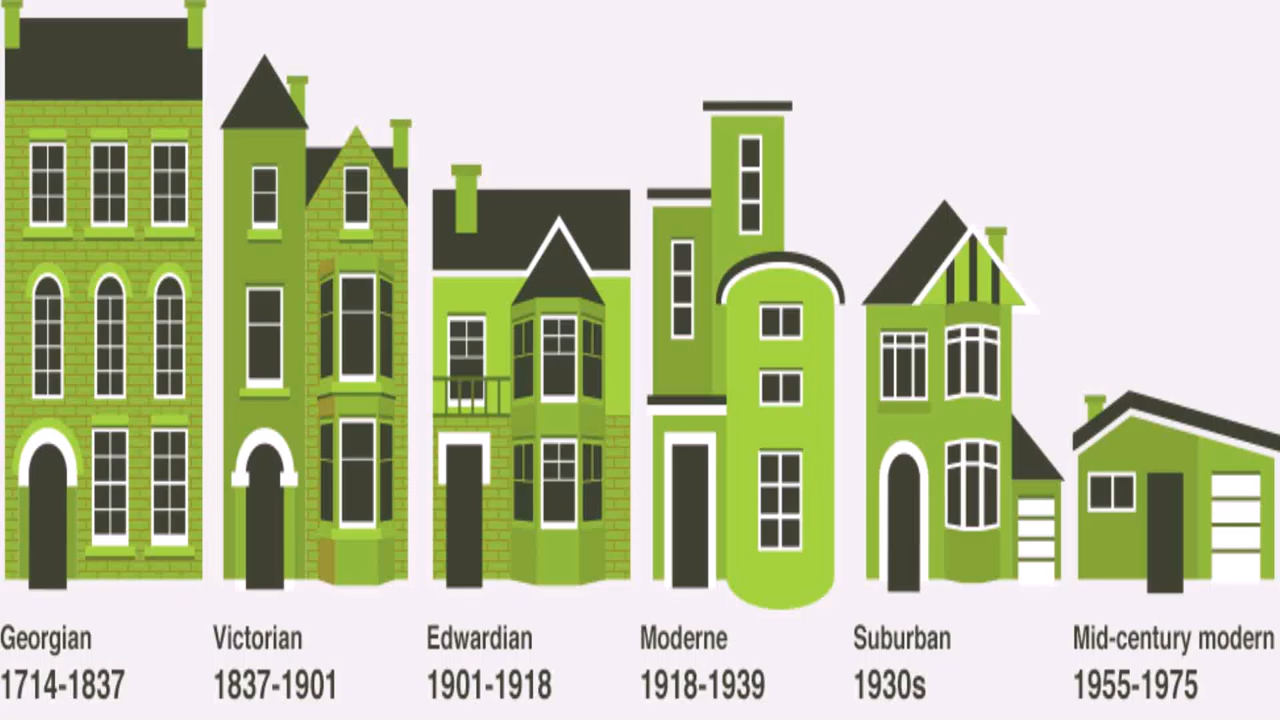 Georgian
1714-1837
Victorian
1837-1901
Edwardian
1901-1918
Moderne
1918-1939
Suburban
1930s
Mid-century modern
1955-1975